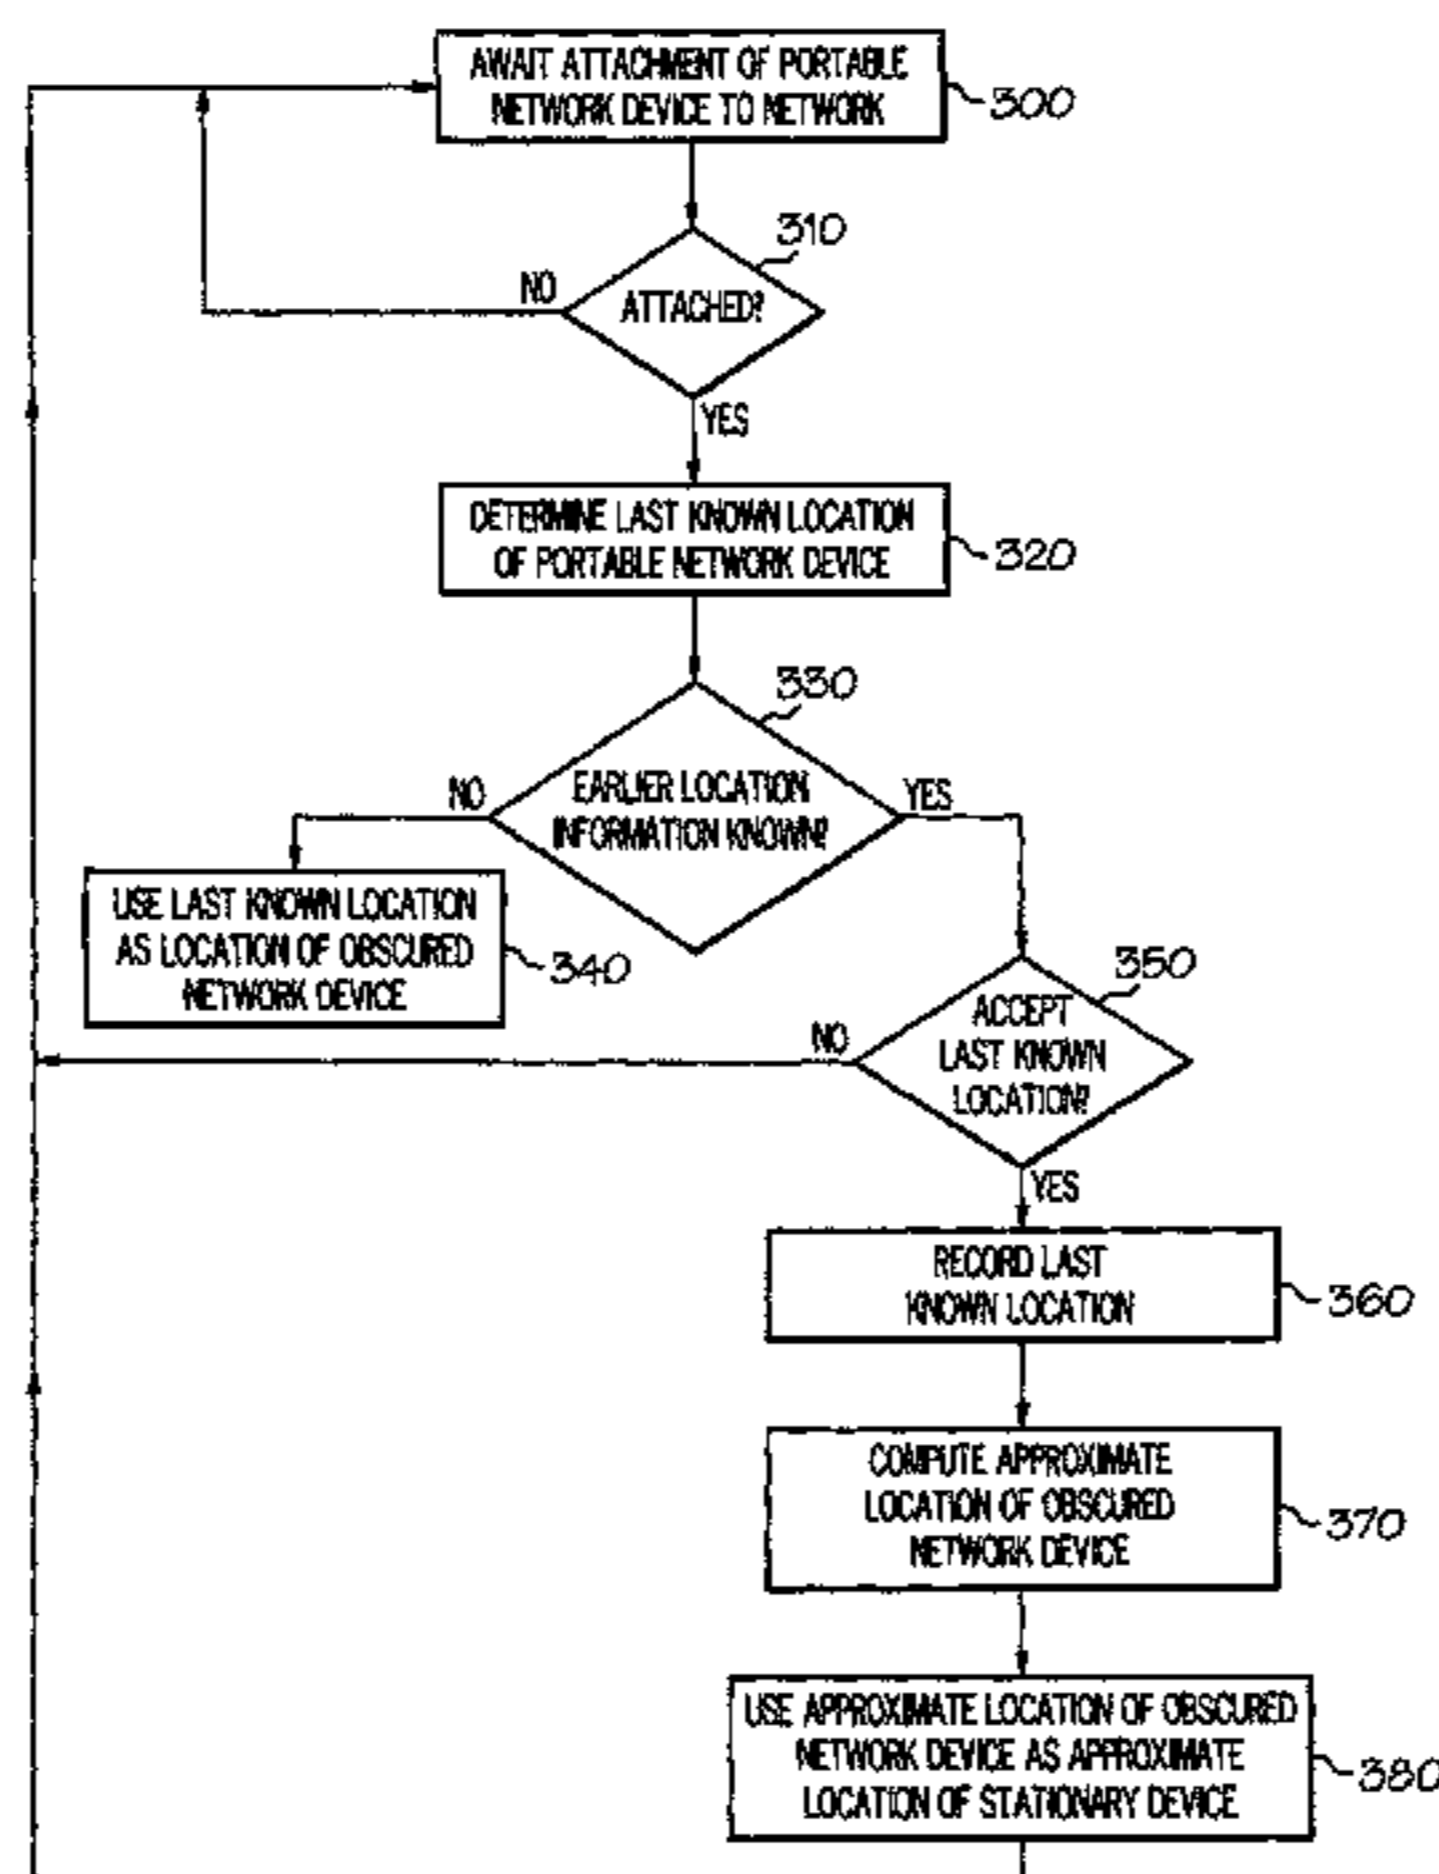 AWAIT ATTACHMENT OF PORTABLE
NETWORK DEVICE TO NETWORK
300
310
NO
ATTACHED?
YES
DETERMINE LAST KNOWN LOCATION
OF PORTABLE NETWORK DEVICE
320
330
NO
EARLIER LOCATION
INFORMATION KNOWN?
YES
USE LAST KNOWN LOCATION
AS LOCATION OF OBSCURED
NETWORK DEVICE
340
350
NO
ACCEPT
LAST KNOWN
LOCATION?
YES
RECORD LAST
KNOWN LOCATION
360
COMPUTE APPROXIMATE
LOCATION OF OBSCURED
NETWORK DEVICE
370
USE APPROXIMATE LOCATION OF OBSCURED
NETWORK DEVICE AS APPROXIMATE
LOCATION OF STATIONARY DEVICE
380